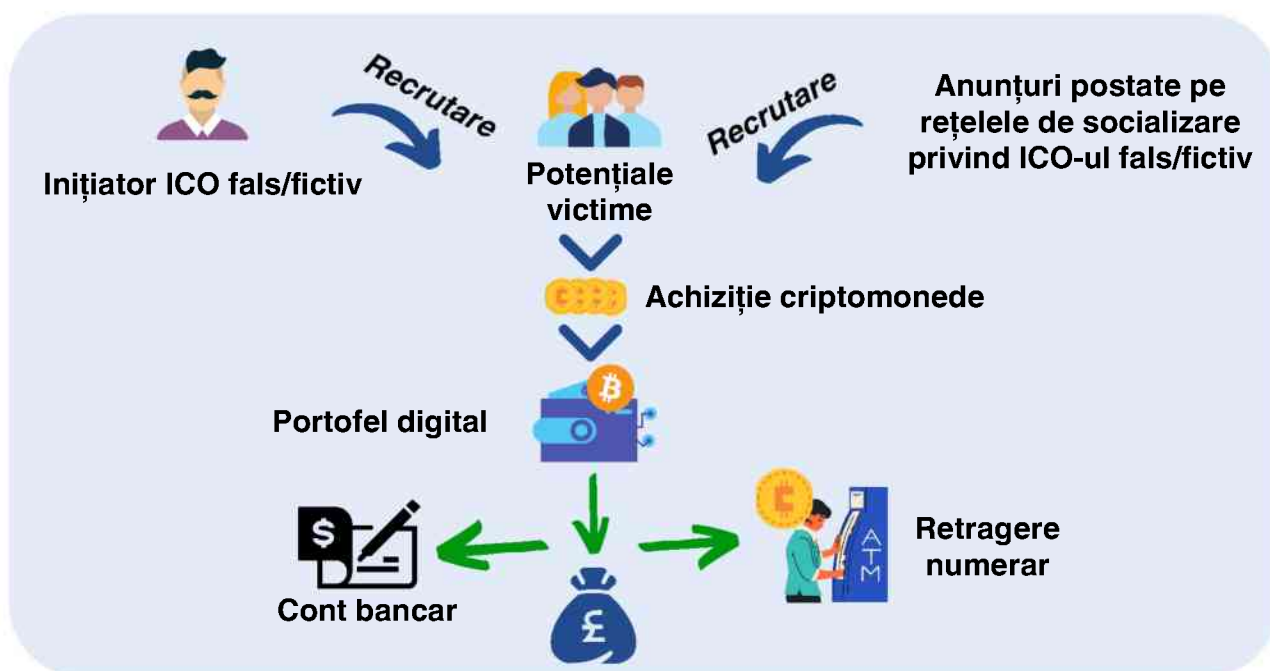 Recrutare
Recrutare
Anunțuri postate pe
rețelele de socializare
privind ICO-ul fals/fictiv
Inițiator ICO fals/fictiv
Potențiale
victime
Achiziție criptomonede
Portofel digital
Retragere
numerar
Cont bancar
$
£
ATM